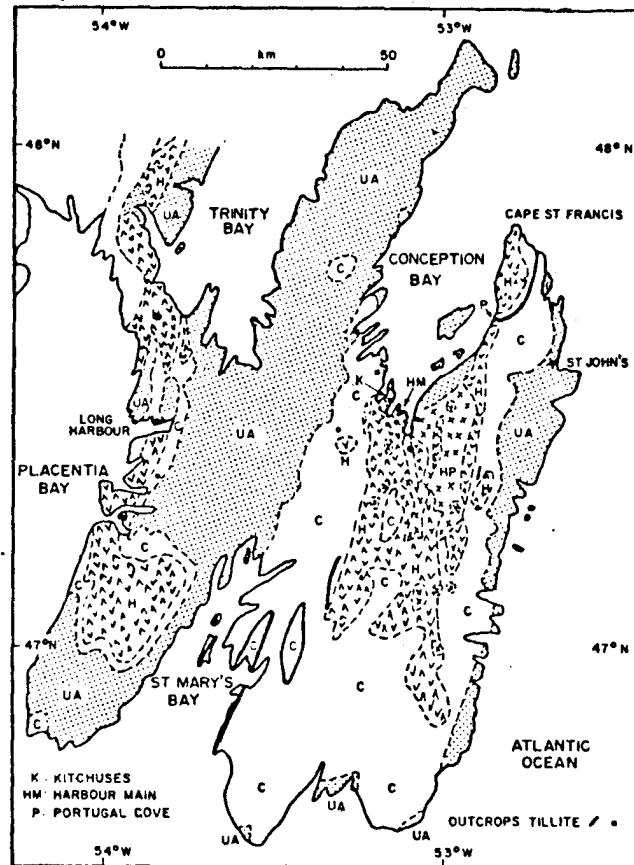 54°W
53°W
0 km 50
48°N
48°N
H
UA
UA
TRINITY BAY
CAPE ST FRANCIS
C
CONCEPTION BAY
H
P
C
ST JOHN'S
K
HM
C
H
UA
LONG HARBOUR
C
UA
UA
H
HP
H
PLACENTIA BAY
C
C
C
H
H
C
C
47°N
47°N
UA
ST MARY'S BAY
C
C
C
ATLANTIC OCEAN
C
C
C
UA
UA
UA
K - KITCHUSES
HM - HARBOUR MAIN
P - PORTUGAL COVE
OUTCROPS TILLITE
54°W
53°W